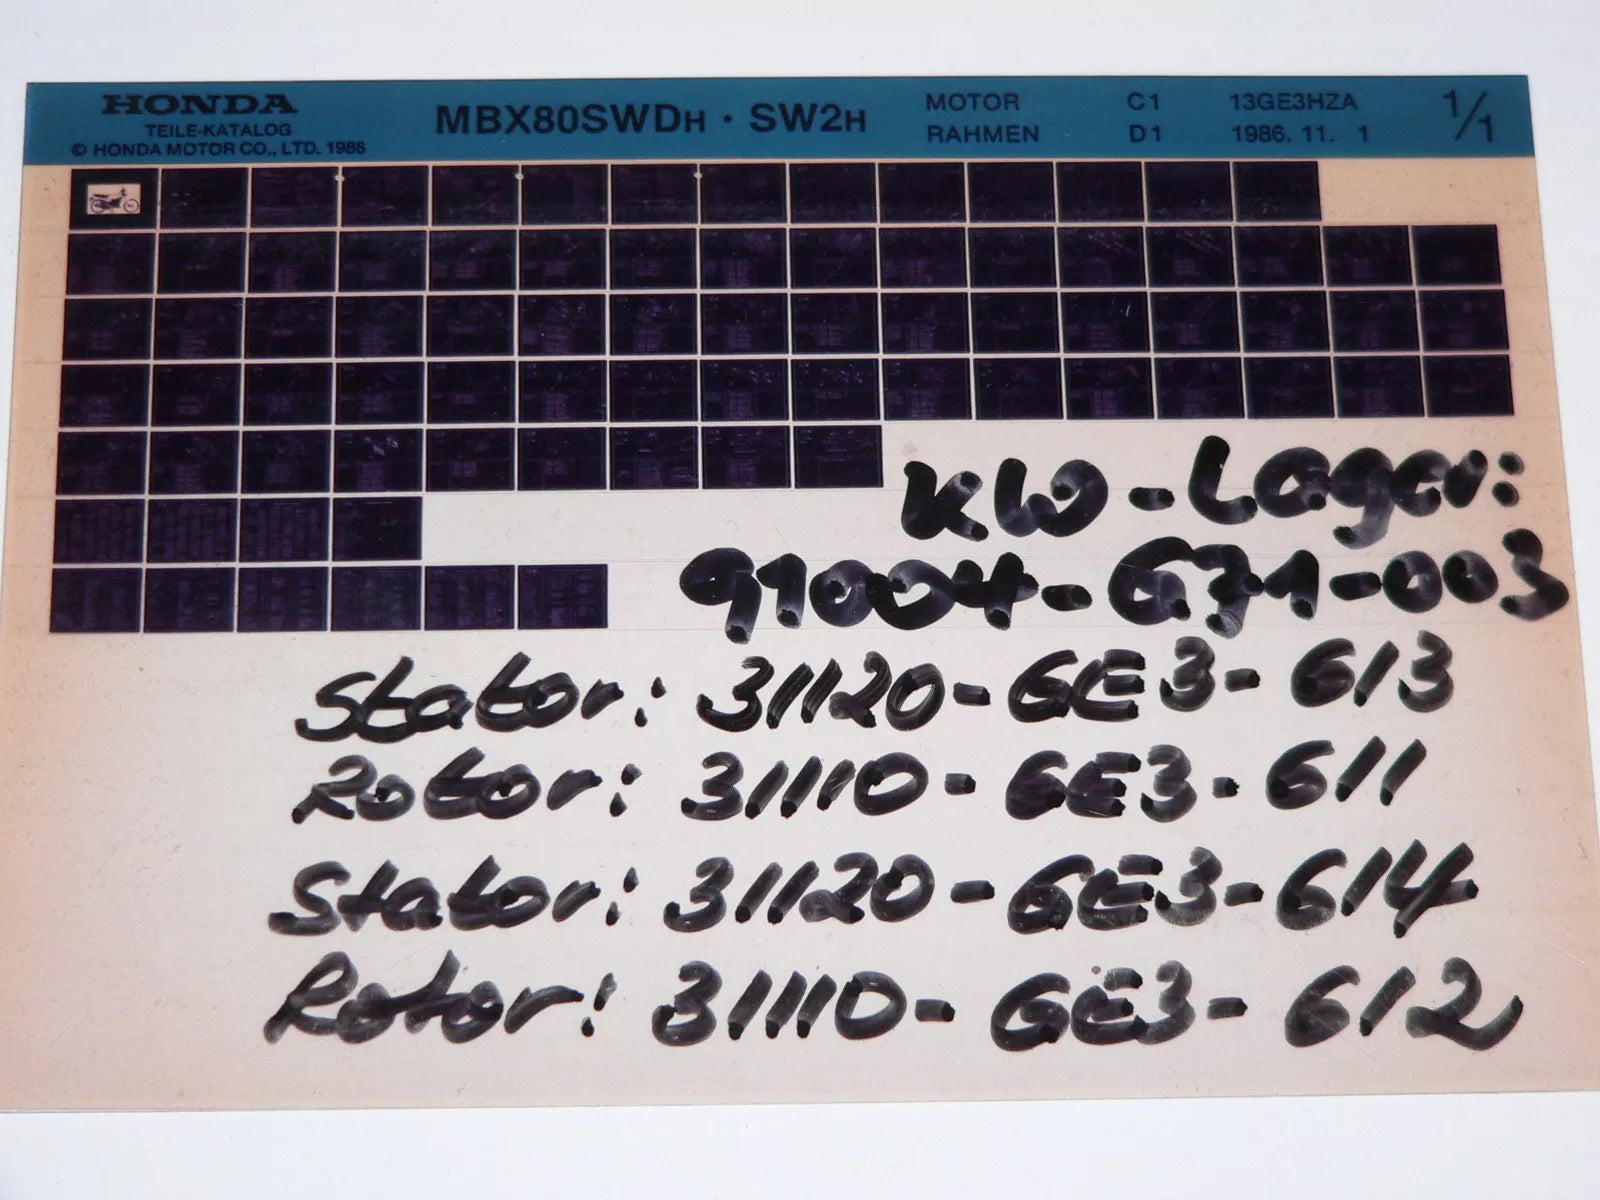 HONDA
TEILE-KATALOG
© HONDA MOTOR CO., LTD. 1986
MBX80SWDH · SW2H
MOTOR C1 13GE3HZA
RAHMEN D1 1986. 11. 1
1/1
KW-Lager:
91004-GJ1-003
Stator: 31120-GE3-613
Rotor: 31110-GE3-611
Stator: 31120-GE3-614
Rotor: 31110-GE3-612